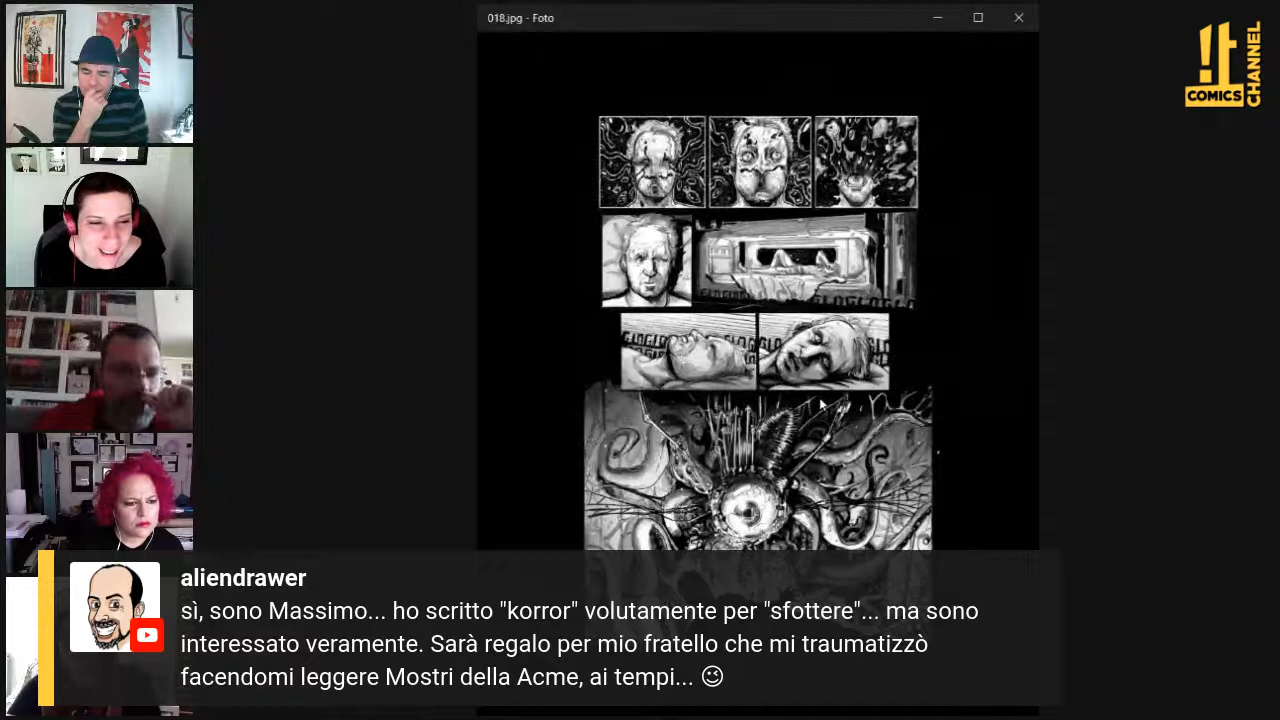 018.jpg - Foto
!t
COMICS
CHANNEL
aliendrawer
sì, sono Massimo... ho scritto "korror" volutamente per "sfottere"... ma sono
interessato veramente. Sarà regalo per mio fratello che mi traumatizzò
facendomi leggere Mostri della Acme, ai tempi... 😉